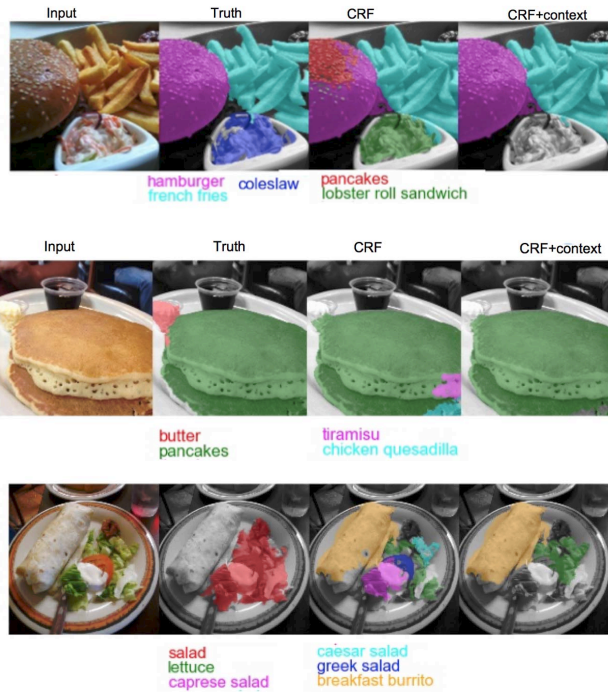 Input Truth CRF CRF+context
hamburger coleslaw pancakes
french fries lobster roll sandwich
Input Truth CRF CRF+context
butter tiramisu
pancakes chicken quesadilla
salad caesar salad
lettuce greek salad
caprese salad breakfast burrito